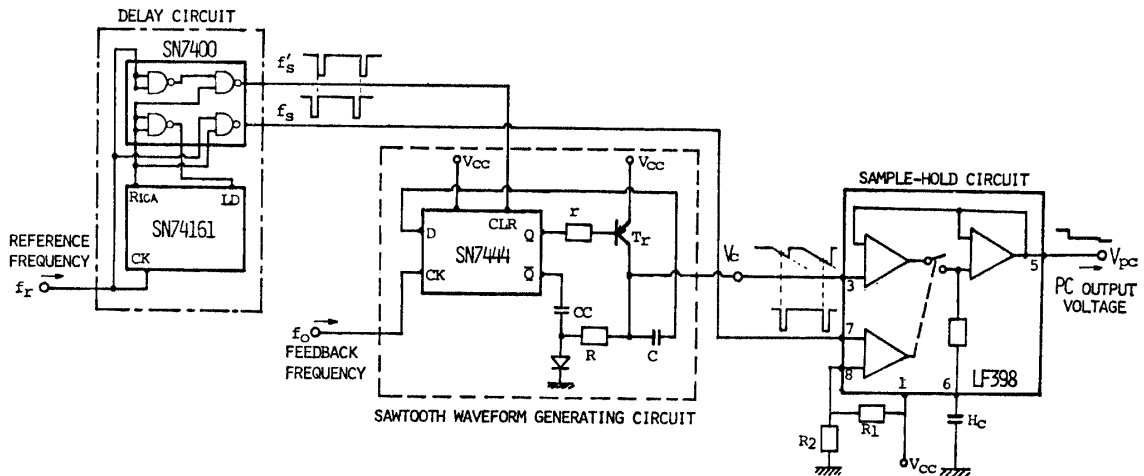 DELAY CIRCUIT
SN7400
RICA
LD
SN74161
CK
REFERENCE
FREQUENCY
fr
f's
fs
Vcc
Vcc
D
CLR
Q
SN7444
CK
Q̅
r
Tr
CC
R
C
fo
FEEDBACK
FREQUENCY
SAWTOOTH WAVEFORM GENERATING CIRCUIT
Vc
SAMPLE-HOLD CIRCUIT
3
5
7
8
1
6
LF398
Vpc
PC OUTPUT
VOLTAGE
R2
R1
Hc
Vcc